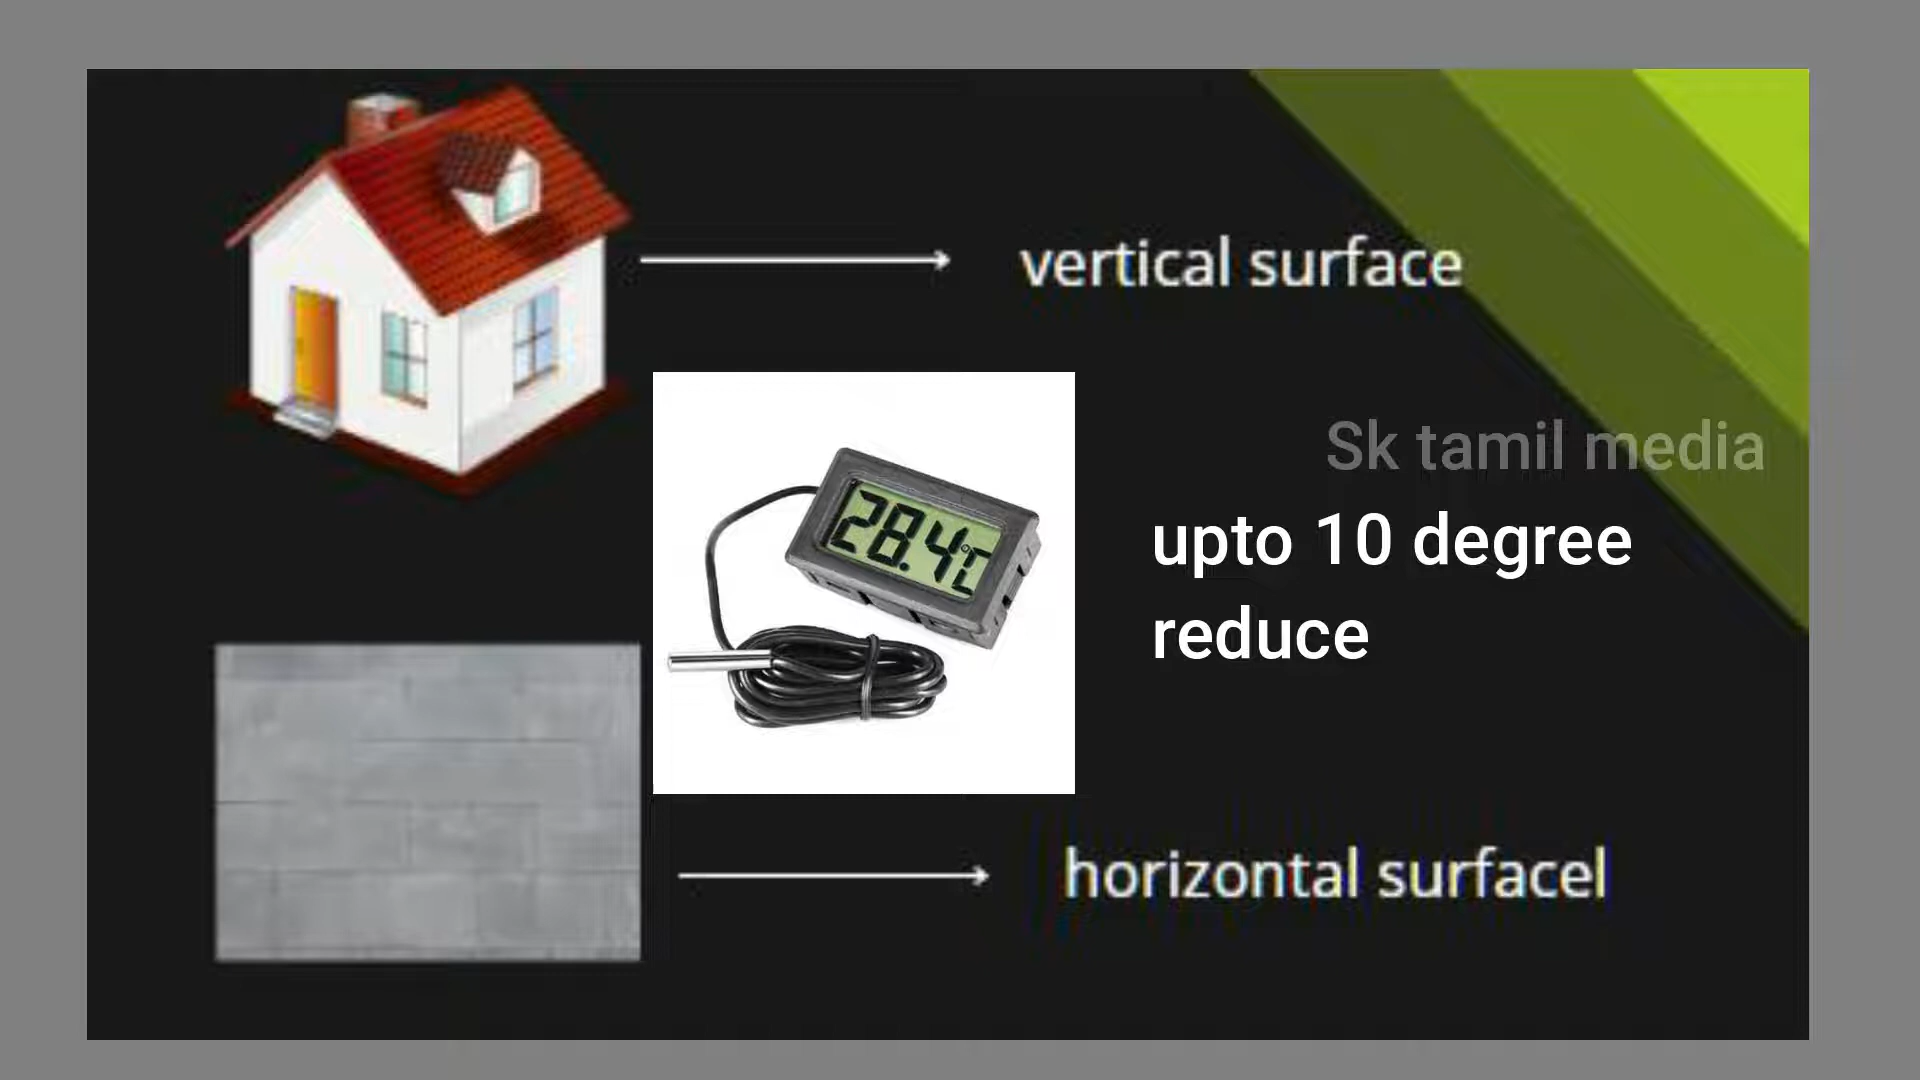 vertical surface
Sk tamil media
28.4°C
upto 10 degree
reduce
horizontal surfacel